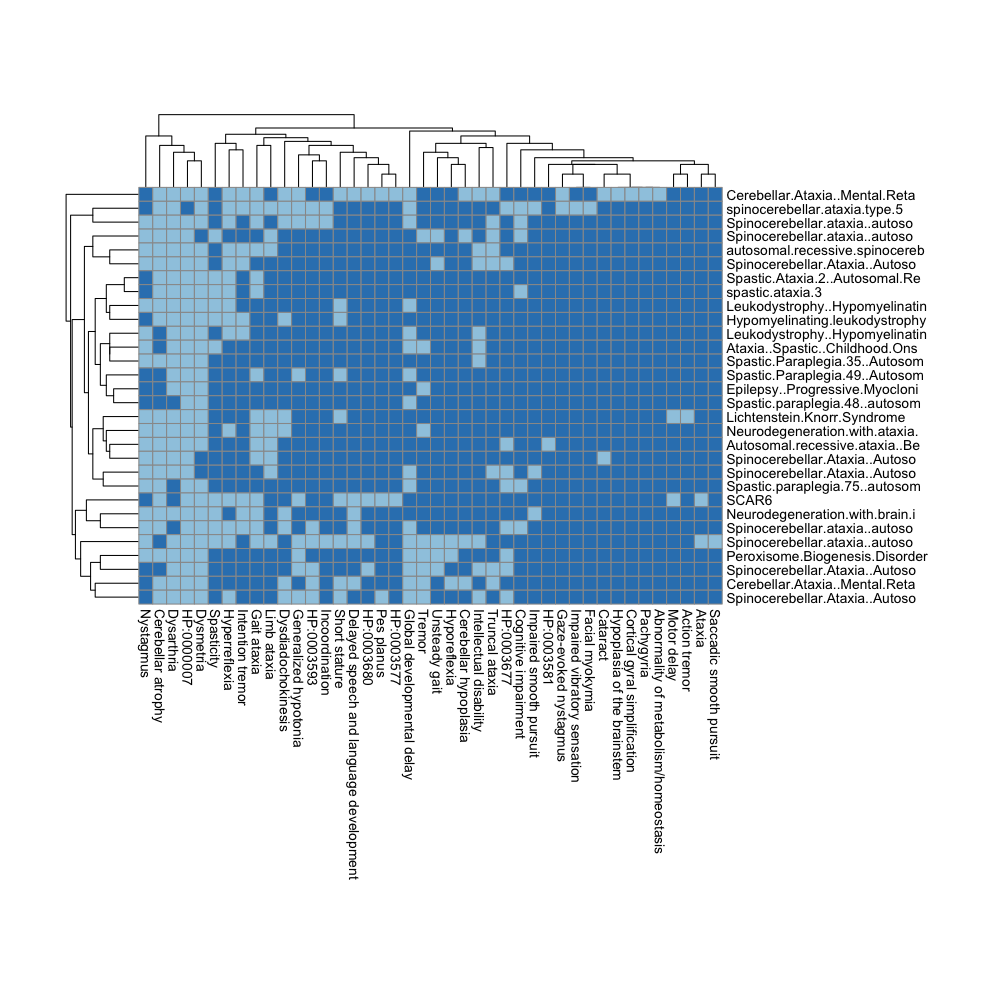 Cerebellar.Ataxia..Mental.Reta
spinocerebellar.ataxia.type.5
Spinocerebellar.ataxia..autoso
Spinocerebellar.ataxia..autoso
autosomal.recessive.spinocereb
Spinocerebellar.Ataxia..Autoso
Spastic.Ataxia.2..Autosomal.Re
spastic.ataxia.3
Leukodystrophy..Hypomyelinatin
Hypomyelinating.leukodystrophy
Leukodystrophy..Hypomyelinatin
Ataxia..Spastic..Childhood.Ons
Spastic.Paraplegia.35..Autosom
Spastic.Paraplegia.49..Autosom
Epilepsy..Progressive.Myocloni
Spastic.paraplegia.48..autosom
Lichtenstein.Knorr.Syndrome
Neurodegeneration.with.ataxia.
Autosomal.recessive.ataxia..Be
Spinocerebellar.Ataxia..Autoso
Spinocerebellar.Ataxia..Autoso
Spastic.paraplegia.75..autosom
SCAR6
Neurodegeneration.with.brain.i
Spinocerebellar.ataxia..autoso
Spinocerebellar.ataxia..autoso
Peroxisome.Biogenesis.Disorder
Spinocerebellar.Ataxia..Autoso
Cerebellar.Ataxia..Mental.Reta
Spinocerebellar.Ataxia..Autoso
Nystagmus
Cerebellar atrophy
Dysarthria
HP:0000007
Dysmetria
Spasticity
Hyperreflexia
Intention tremor
Gait ataxia
Limb ataxia
Dysdiadochokinesis
Generalized hypotonia
HP:0003593
Incoordination
Short stature
Delayed speech and language development
HP:0003680
Pes planus
HP:0003577
Global developmental delay
Tremor
Unsteady gait
Hyporeflexia
Cerebellar hypoplasia
Intellectual disability
Truncal ataxia
HP:0003677
Cognitive impairment
Impaired smooth pursuit
HP:0003581
Gaze-evoked nystagmus
Impaired vibratory sensation
Facial myokymia
Cataract
Hypoplasia of the brainstem
Cortical gyral simplification
Pachygyria
Abnormality of metabolism/homeostasis
Motor delay
Action tremor
Ataxia
Saccadic smooth pursuit